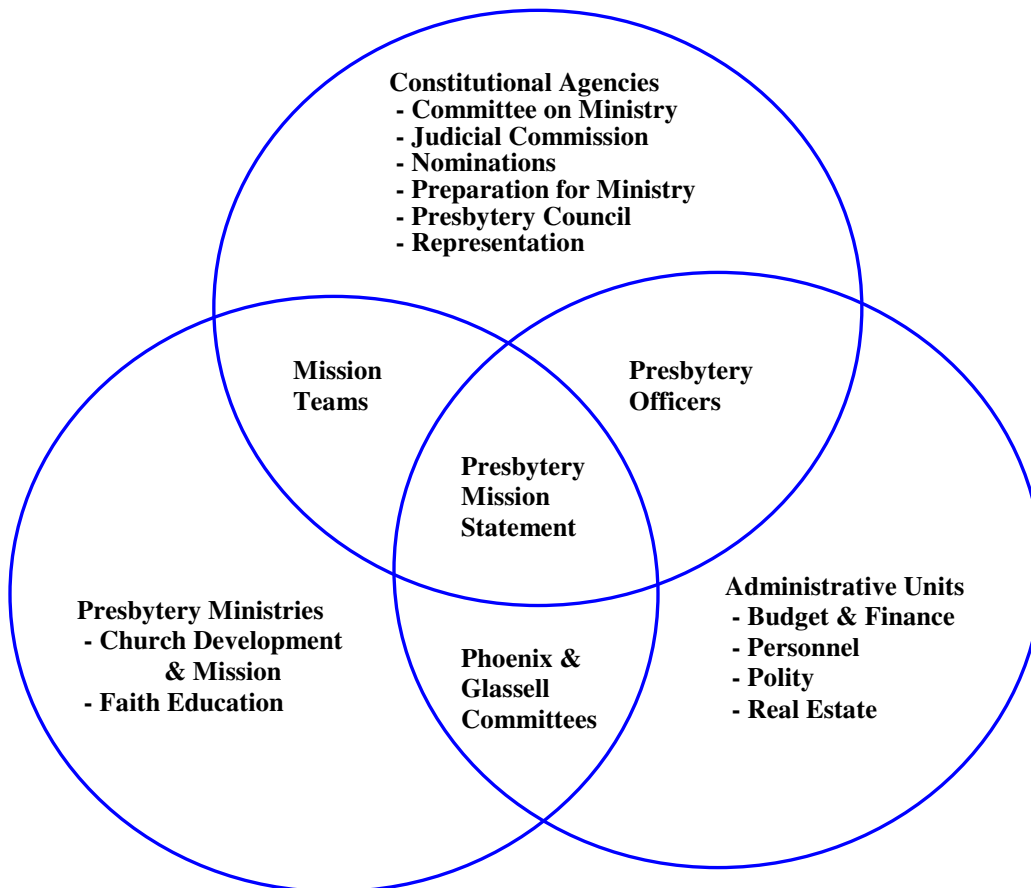 Constitutional Agencies
- Committee on Ministry
- Judicial Commission
- Nominations
- Preparation for Ministry
- Presbytery Council
- Representation
Mission
Teams
Presbytery
Officers
Presbytery
Mission
Statement
Presbytery Ministries
- Church Development
& Mission
- Faith Education
Phoenix &
Glassell
Committees
Administrative Units
- Budget & Finance
- Personnel
- Polity
- Real Estate